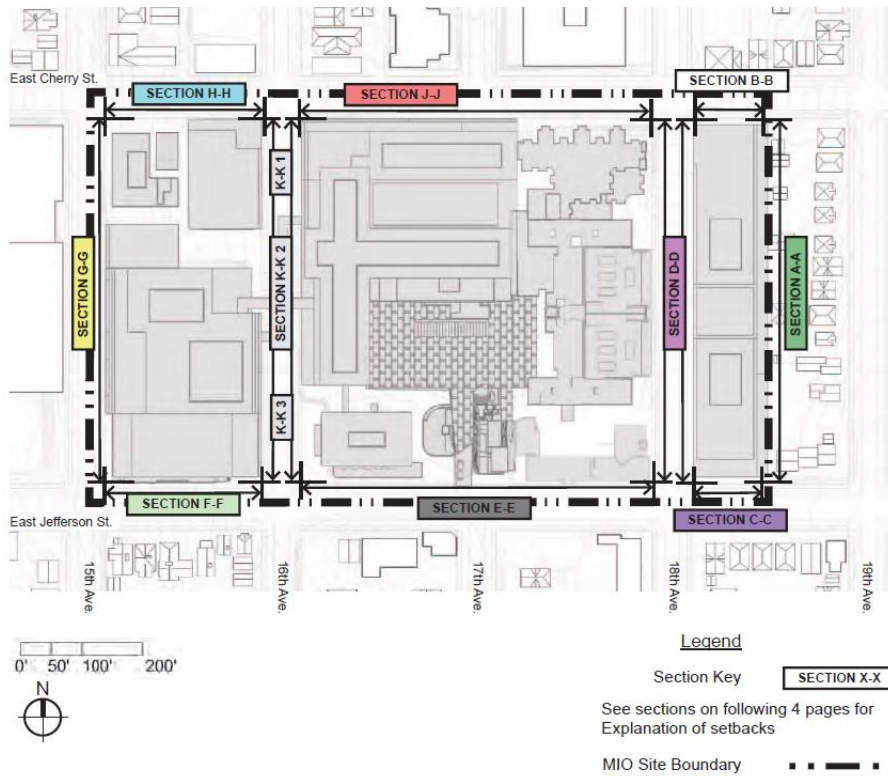 East Cherry St.
SECTION H-H
SECTION J-J
SECTION B-B
K-K 1
SECTION G-G
SECTION K-K 2
SECTION D-D
SECTION A-A
K-K 3
SECTION F-F
SECTION E-E
SECTION C-C
East Jefferson St.
15th Ave.
16th Ave.
17th Ave.
18th Ave.
19th Ave.
0' 50' 100' 200'
N
Legend
Section Key SECTION X-X
See sections on following 4 pages for
Explanation of setbacks
MIO Site Boundary